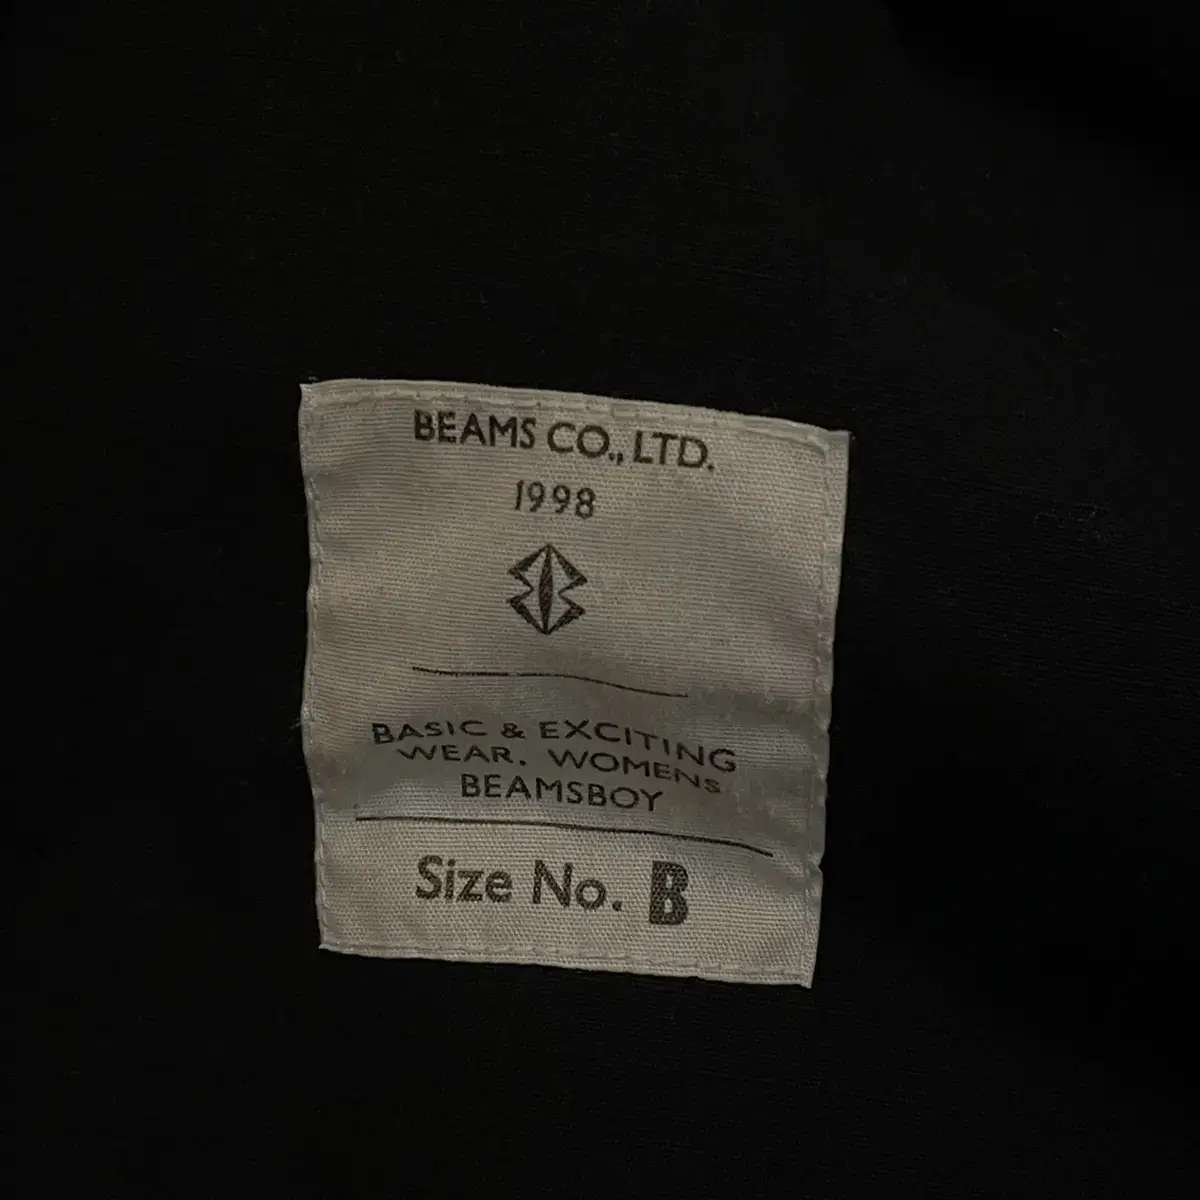 BEAMS CO., LTD.
1998
BASIC & EXCITING
WEAR. WOMENS
BEAMSBOY
Size No. B